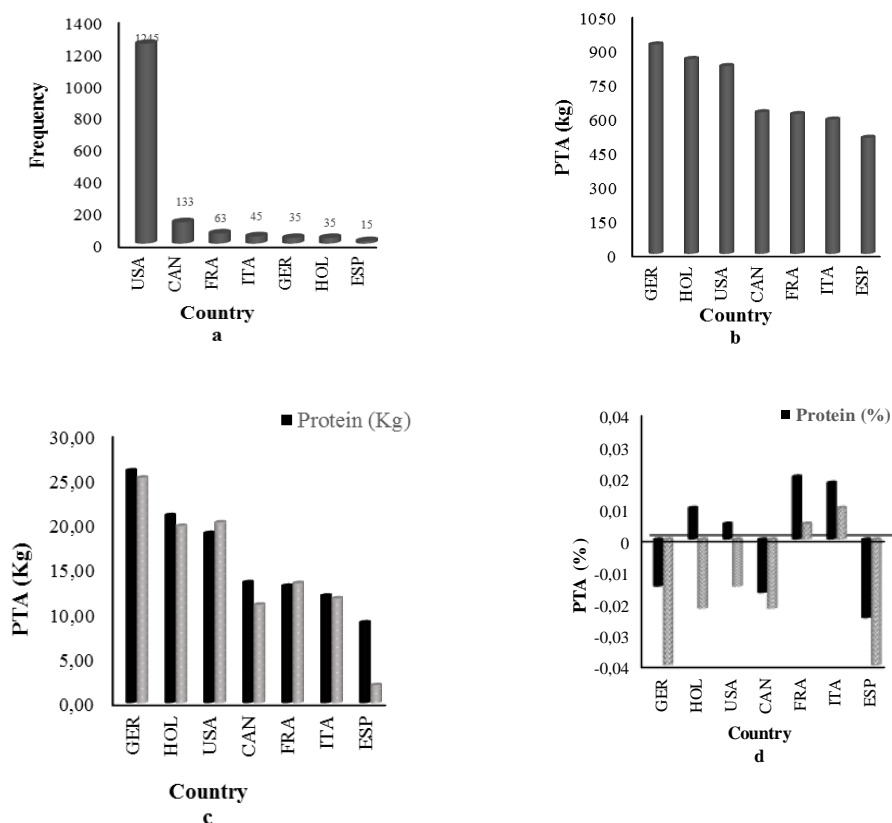 1400
1200
1000
800
600
400
200
0
Frequency
1245
133
63
45
35
35
15
USA
CAN
FRA
ITA
GER
HOL
ESP
Country
a
1050
900
750
600
450
300
150
0
PTA (kg)
GER
HOL
USA
CAN
FRA
ITA
ESP
Country
b
Protein (Kg)
30,00
25,00
20,00
15,00
10,00
5,00
0,00
PTA (Kg)
GER
HOL
USA
CAN
FRA
ITA
ESP
Country
c
Protein (%)
0,04
0,03
0,02
0,01
0
-0,01
-0,02
-0,03
-0,04
PTA (%)
GER
HOL
USA
CAN
FRA
ITA
ESP
Country
d